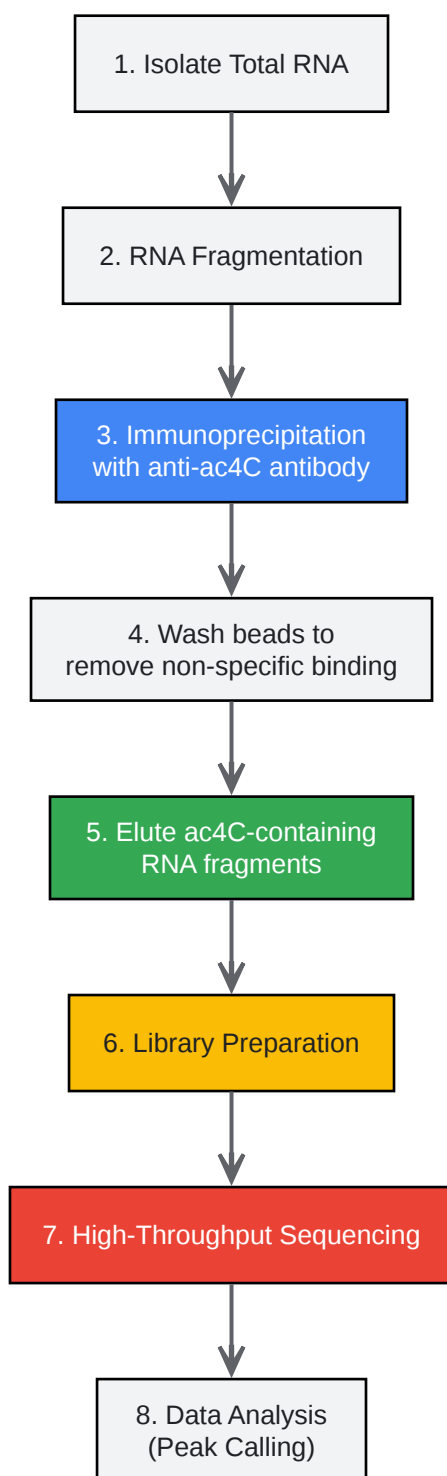 1. Isolate Total RNA
2. RNA Fragmentation
3. Immunoprecipitation
with anti-ac4C antibody
4. Wash beads to
remove non-specific binding
5. Elute ac4C-containing
RNA fragments
6. Library Preparation
7. High-Throughput Sequencing
8. Data Analysis
(Peak Calling)